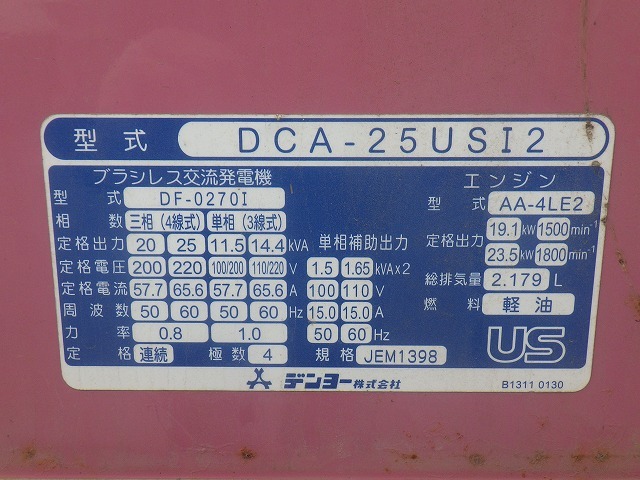 型式 DCA-25USI2
ブラシレス交流発電機
型式 DF-0270I
相数 三相(4線式) 単相(3線式)
定格出力 20 25 11.5 14.4 kVA
定格電圧 200 220 100/200 110/220 V
定格電流 57.7 65.6 57.7 65.6 A
周波数 50 60 50 60 Hz
力率 0.8 1.0
定格 連続 極数 4
単相補助出力
1.5 1.65 kVA×2
100 110 V
15.0 15.0 A
50 60 Hz
規格 JEM1398
エンジン
型式 AA-4LE2
定格出力 19.1 kW 1500 min-1
23.5 kW 1800 min-1
総排気量 2.179 L
燃料 軽油
US
デンヨー株式会社
B1311 0130